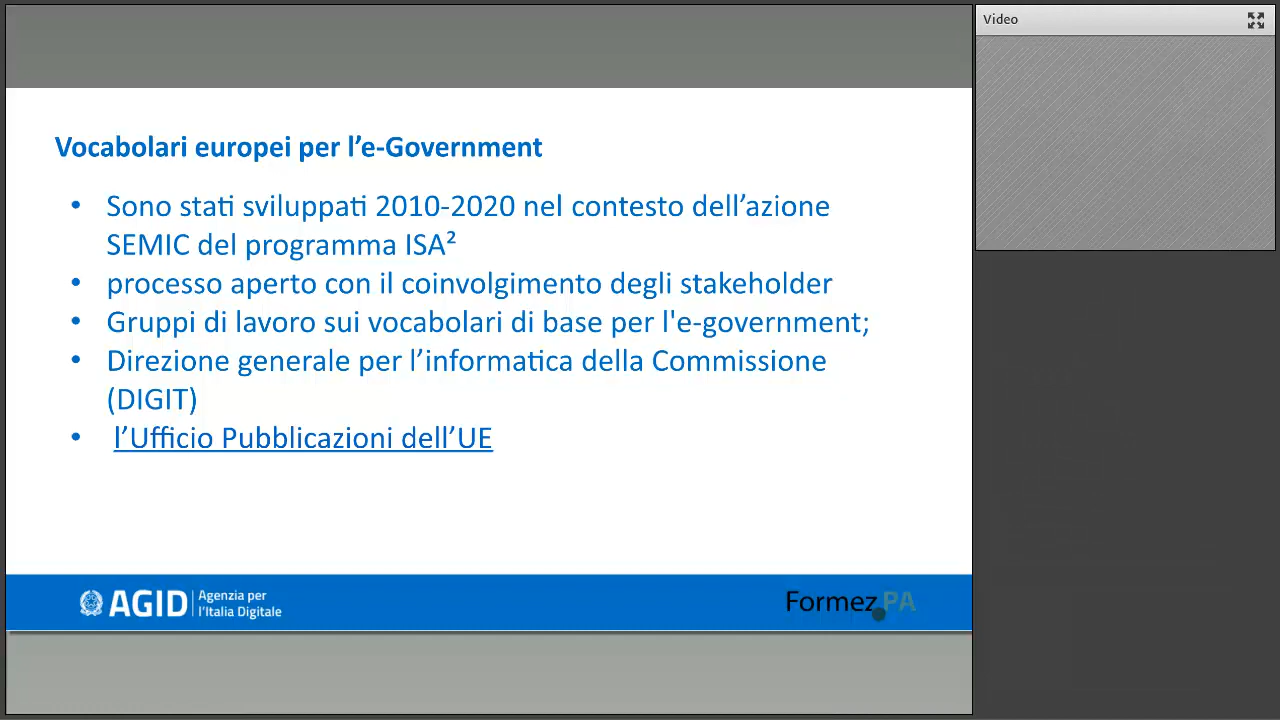 Video
Vocabolari europei per l’e-Government
• Sono stati sviluppati 2010-2020 nel contesto dell’azione
SEMIC del programma ISA²
• processo aperto con il coinvolgimento degli stakeholder
• Gruppi di lavoro sui vocabolari di base per l'e-government;
• Direzione generale per l’informatica della Commissione
(DIGIT)
• l’Ufficio Pubblicazioni dell’UE
AGID Agenzia per
l’Italia Digitale
Formez PA